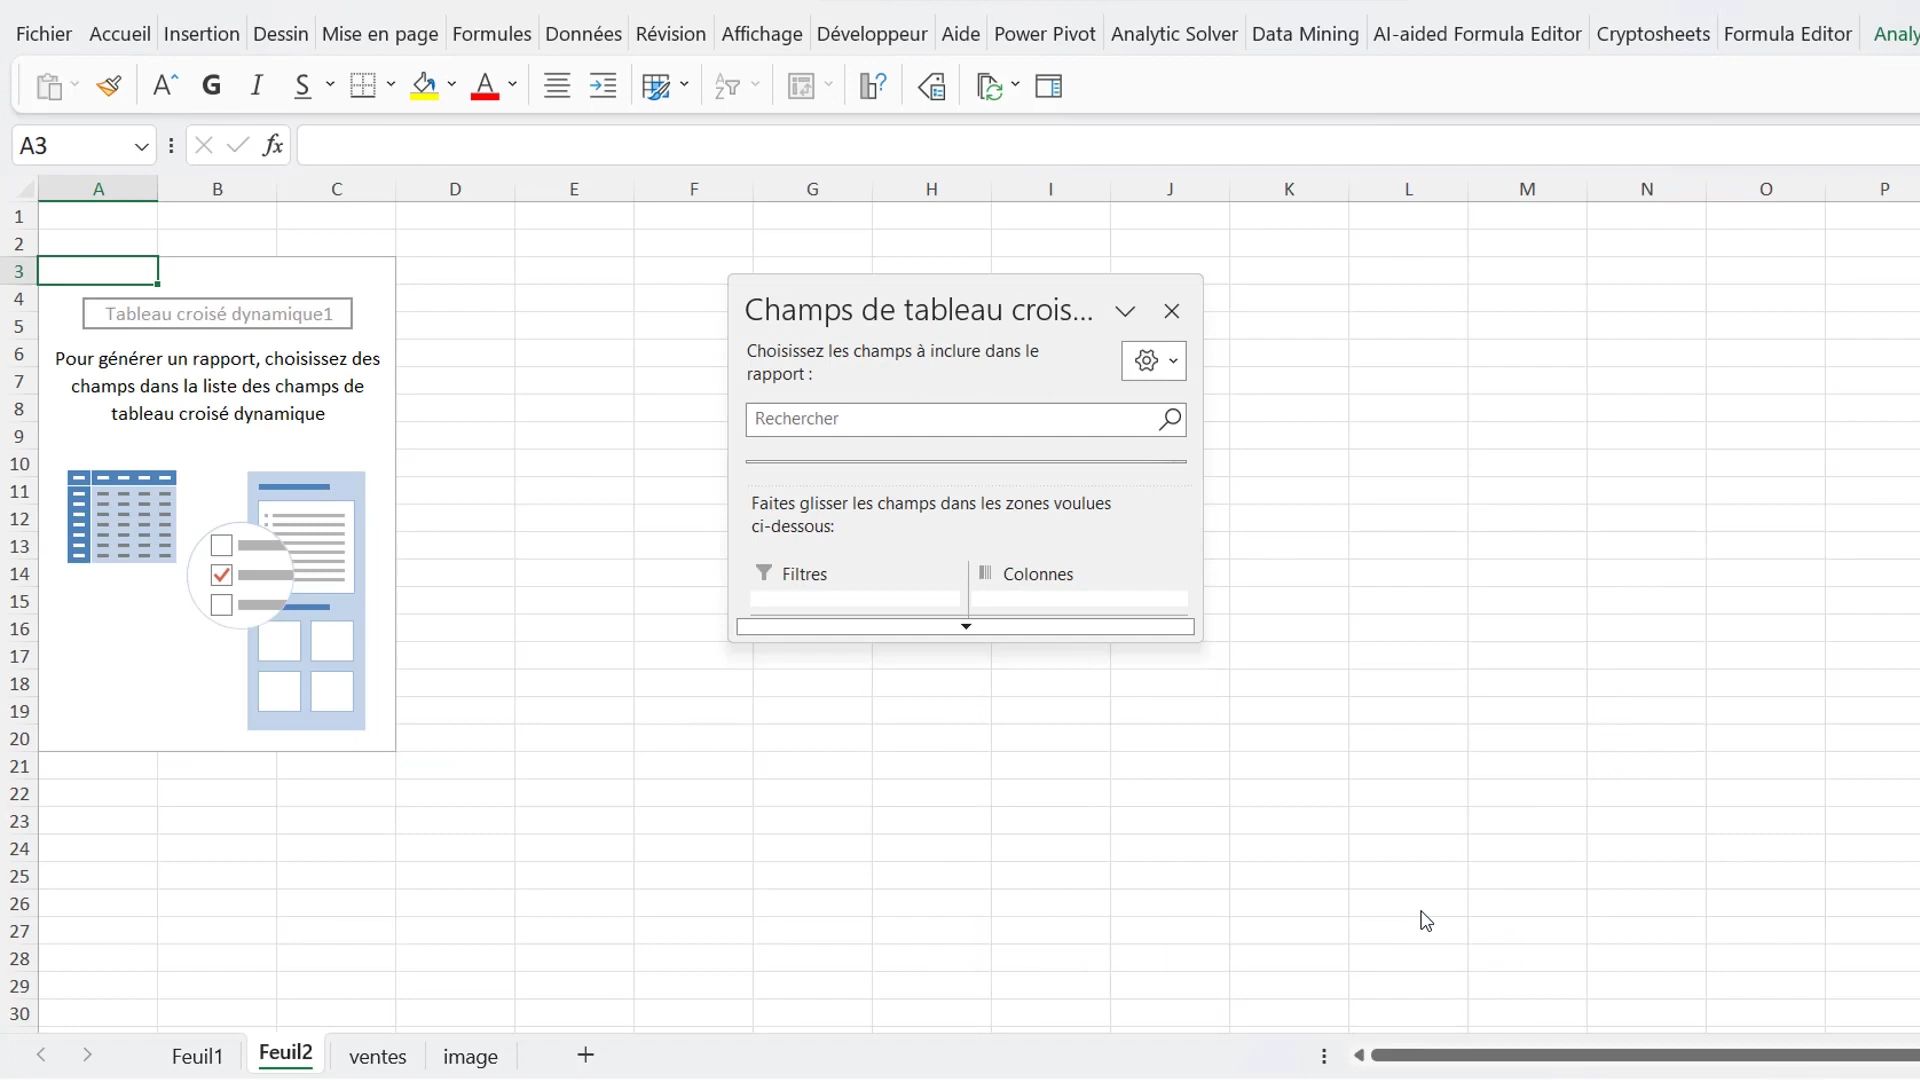 Fichier Accueil Insertion Dessin Mise en page Formules Données Révision Affichage Développeur Aide Power Pivot Analytic Solver Data Mining AI-aided Formula Editor Cryptosheets Formula Editor Analy
A G I S A
A3 fx
A B C D E F G H I J K L M N O P
1
2
3
4
5
6
7
8
9
10
11
12
13
14
15
16
17
18
19
20
21
22
23
24
25
26
27
28
29
30
Tableau croisé dynamique1
Pour générer un rapport, choisissez des
champs dans la liste des champs de
tableau croisé dynamique
Champs de tableau crois...
Choisissez les champs à inclure dans le
rapport :
Rechercher
Faites glisser les champs dans les zones voulues
ci-dessous:
Filtres Colonnes
Feuil1 Feuil2 ventes image